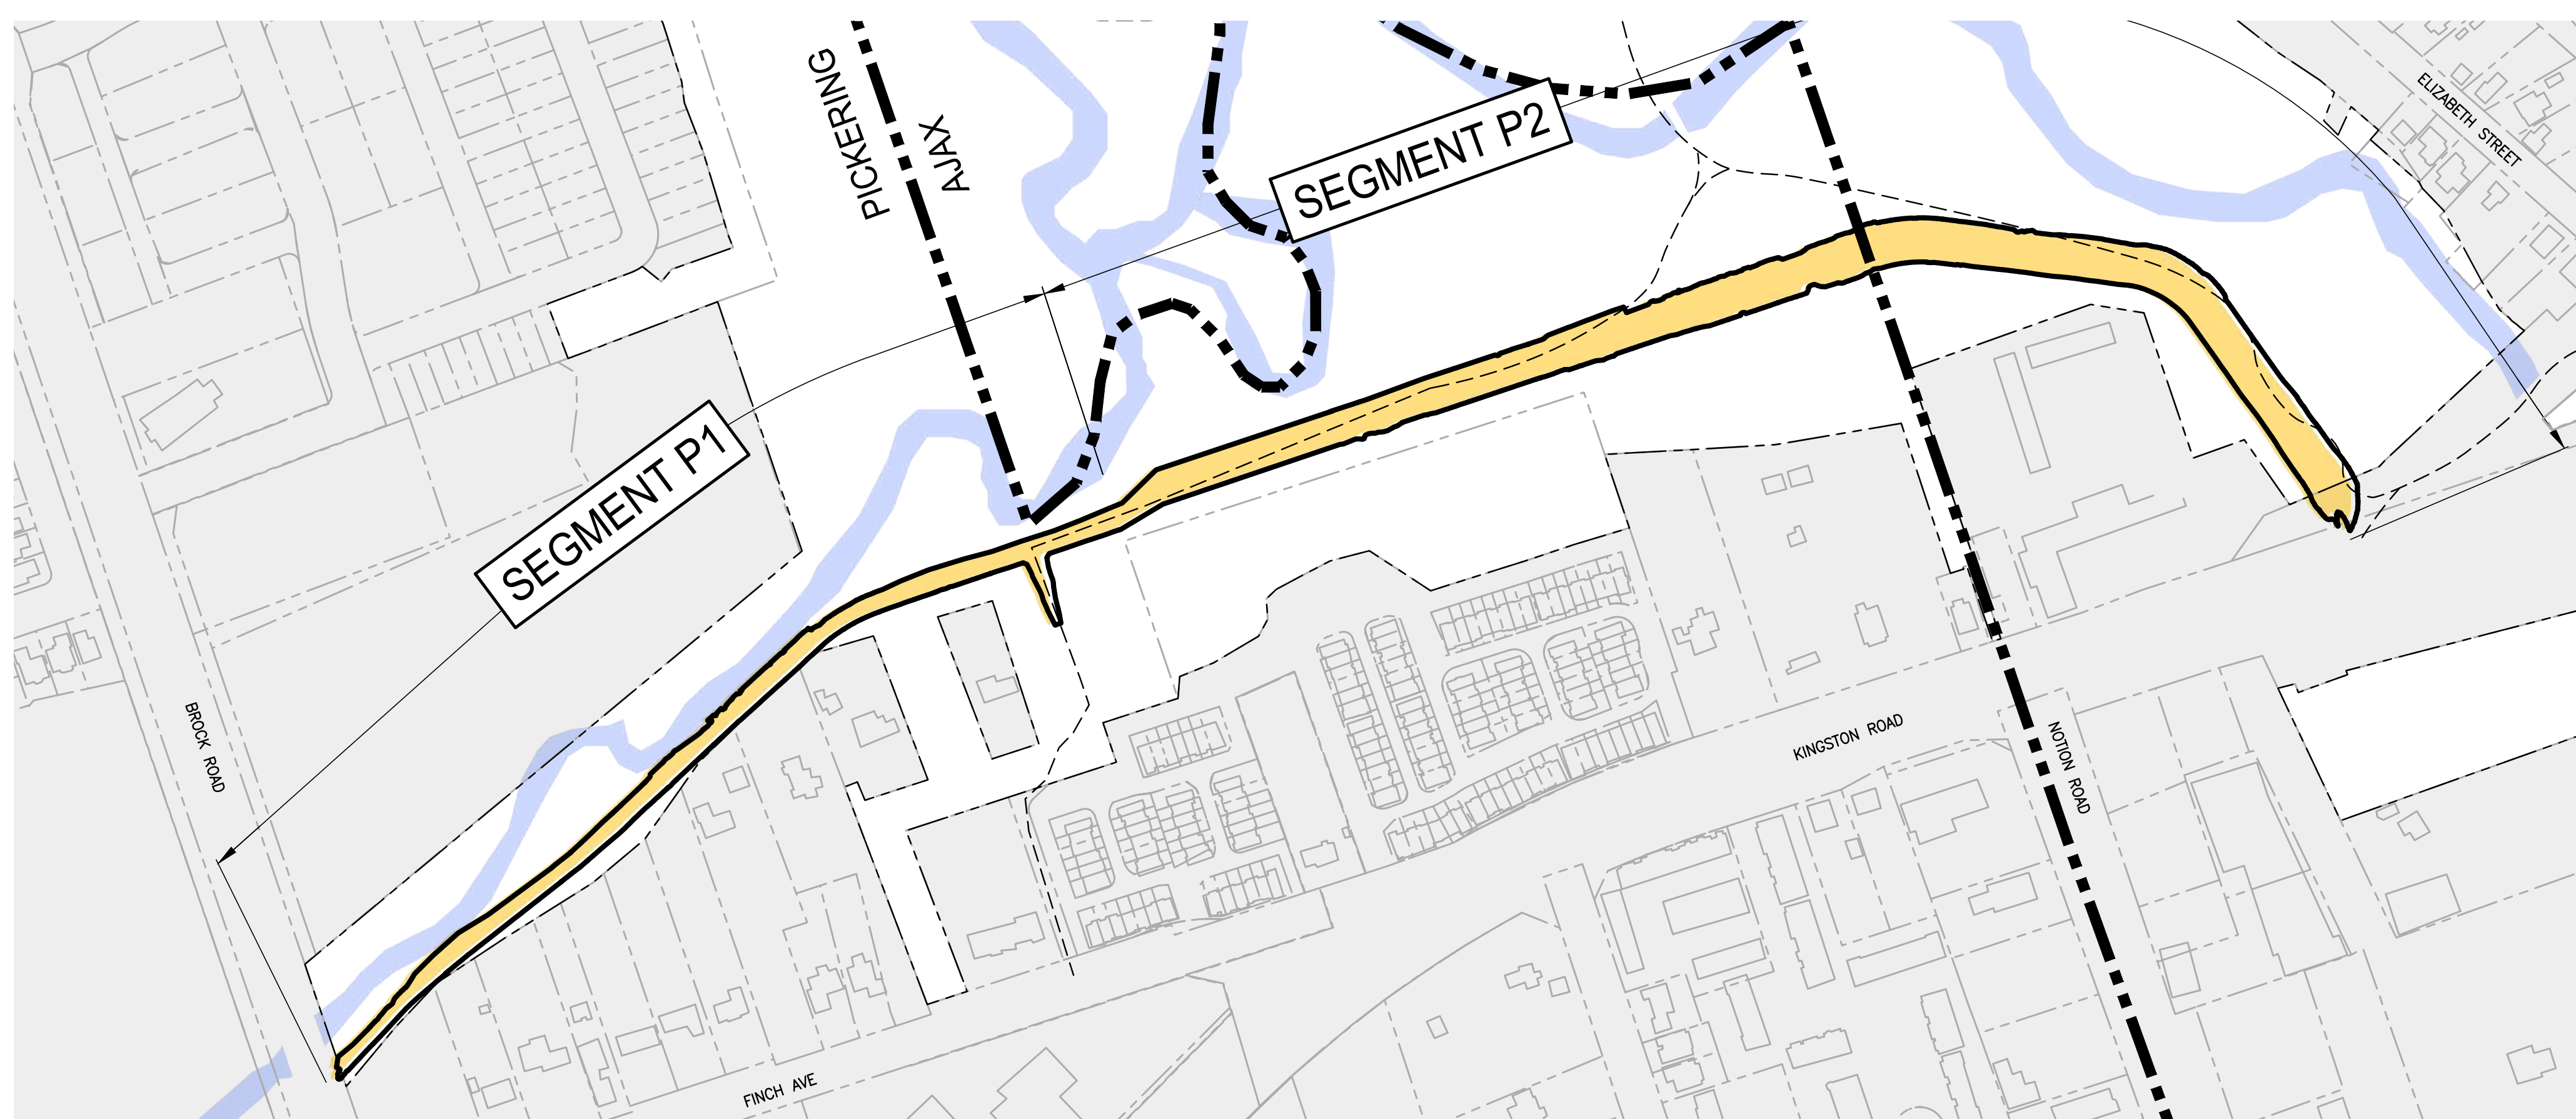 PICKERING
AJAX
SEGMENT P2
ELIZABETH STREET
SEGMENT P1
BROCK ROAD
KINGSTON ROAD
NOTION ROAD
FINCH AVE